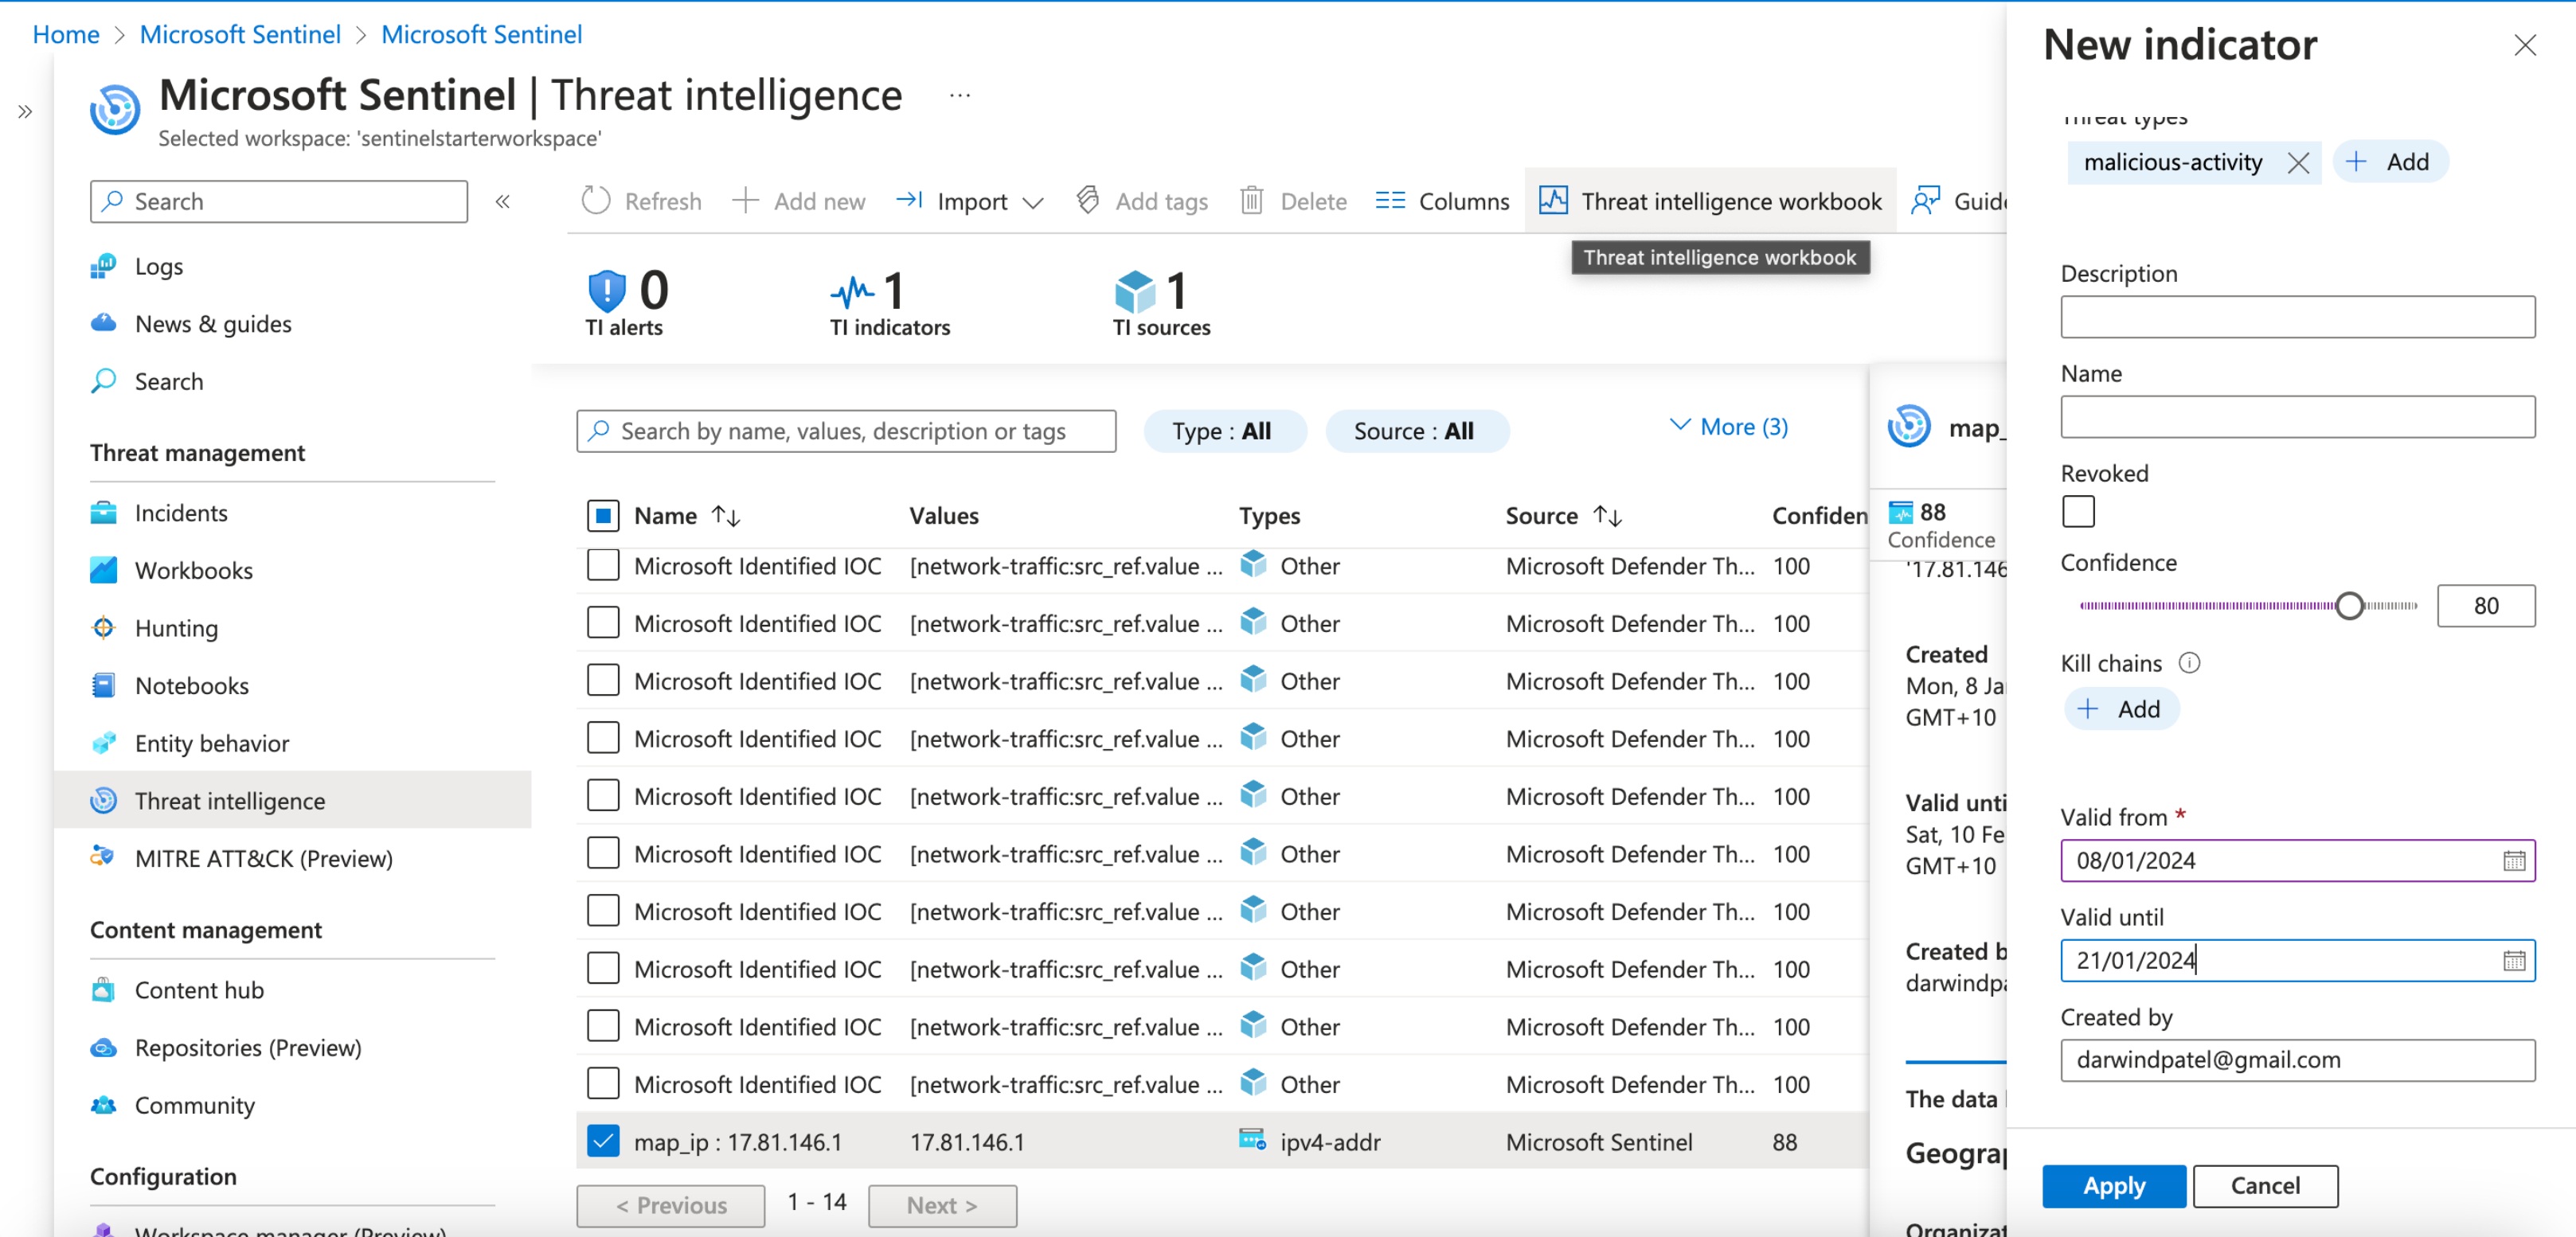 Home > Microsoft Sentinel > Microsoft Sentinel
Microsoft Sentinel | Threat intelligence ...
Selected workspace: 'sentinelstarterworkspace'
Search
Logs
News & guides
Search
Threat management
Incidents
Workbooks
Hunting
Notebooks
Entity behavior
Threat intelligence
MITRE ATT&CK (Preview)
Content management
Content hub
Repositories (Preview)
Community
Configuration
Workspace manager (Preview)
Refresh Add new Import Add tags Delete Columns Threat intelligence workbook Guide
Threat intelligence workbook
0 1 1
TI alerts TI indicators TI sources
Search by name, values, description or tags Type : All Source : All More (3)
Name Values Types Source Confiden
Microsoft Identified IOC [network-traffic:src_ref.value ... Other Microsoft Defender Th... 100
Microsoft Identified IOC [network-traffic:src_ref.value ... Other Microsoft Defender Th... 100
Microsoft Identified IOC [network-traffic:src_ref.value ... Other Microsoft Defender Th... 100
Microsoft Identified IOC [network-traffic:src_ref.value ... Other Microsoft Defender Th... 100
Microsoft Identified IOC [network-traffic:src_ref.value ... Other Microsoft Defender Th... 100
Microsoft Identified IOC [network-traffic:src_ref.value ... Other Microsoft Defender Th... 100
Microsoft Identified IOC [network-traffic:src_ref.value ... Other Microsoft Defender Th... 100
Microsoft Identified IOC [network-traffic:src_ref.value ... Other Microsoft Defender Th... 100
Microsoft Identified IOC [network-traffic:src_ref.value ... Other Microsoft Defender Th... 100
Microsoft Identified IOC [network-traffic:src_ref.value ... Other Microsoft Defender Th... 100
map_ip : 17.81.146.1 17.81.146.1 ipv4-addr Microsoft Sentinel 88
< Previous 1 - 14 Next >
map_
88
Confidence
'17.81.146
Created
Mon, 8 Ja
GMT+10
Valid unti
Sat, 10 Fe
GMT+10
Created b
darwindpa
The data
Geograp
Organizat
New indicator
Threat types
malicious-activity Add
Description
Name
Revoked
Confidence
80
Kill chains
Add
Valid from *
08/01/2024
Valid until
21/01/2024
Created by
darwindpatel@gmail.com
Apply Cancel